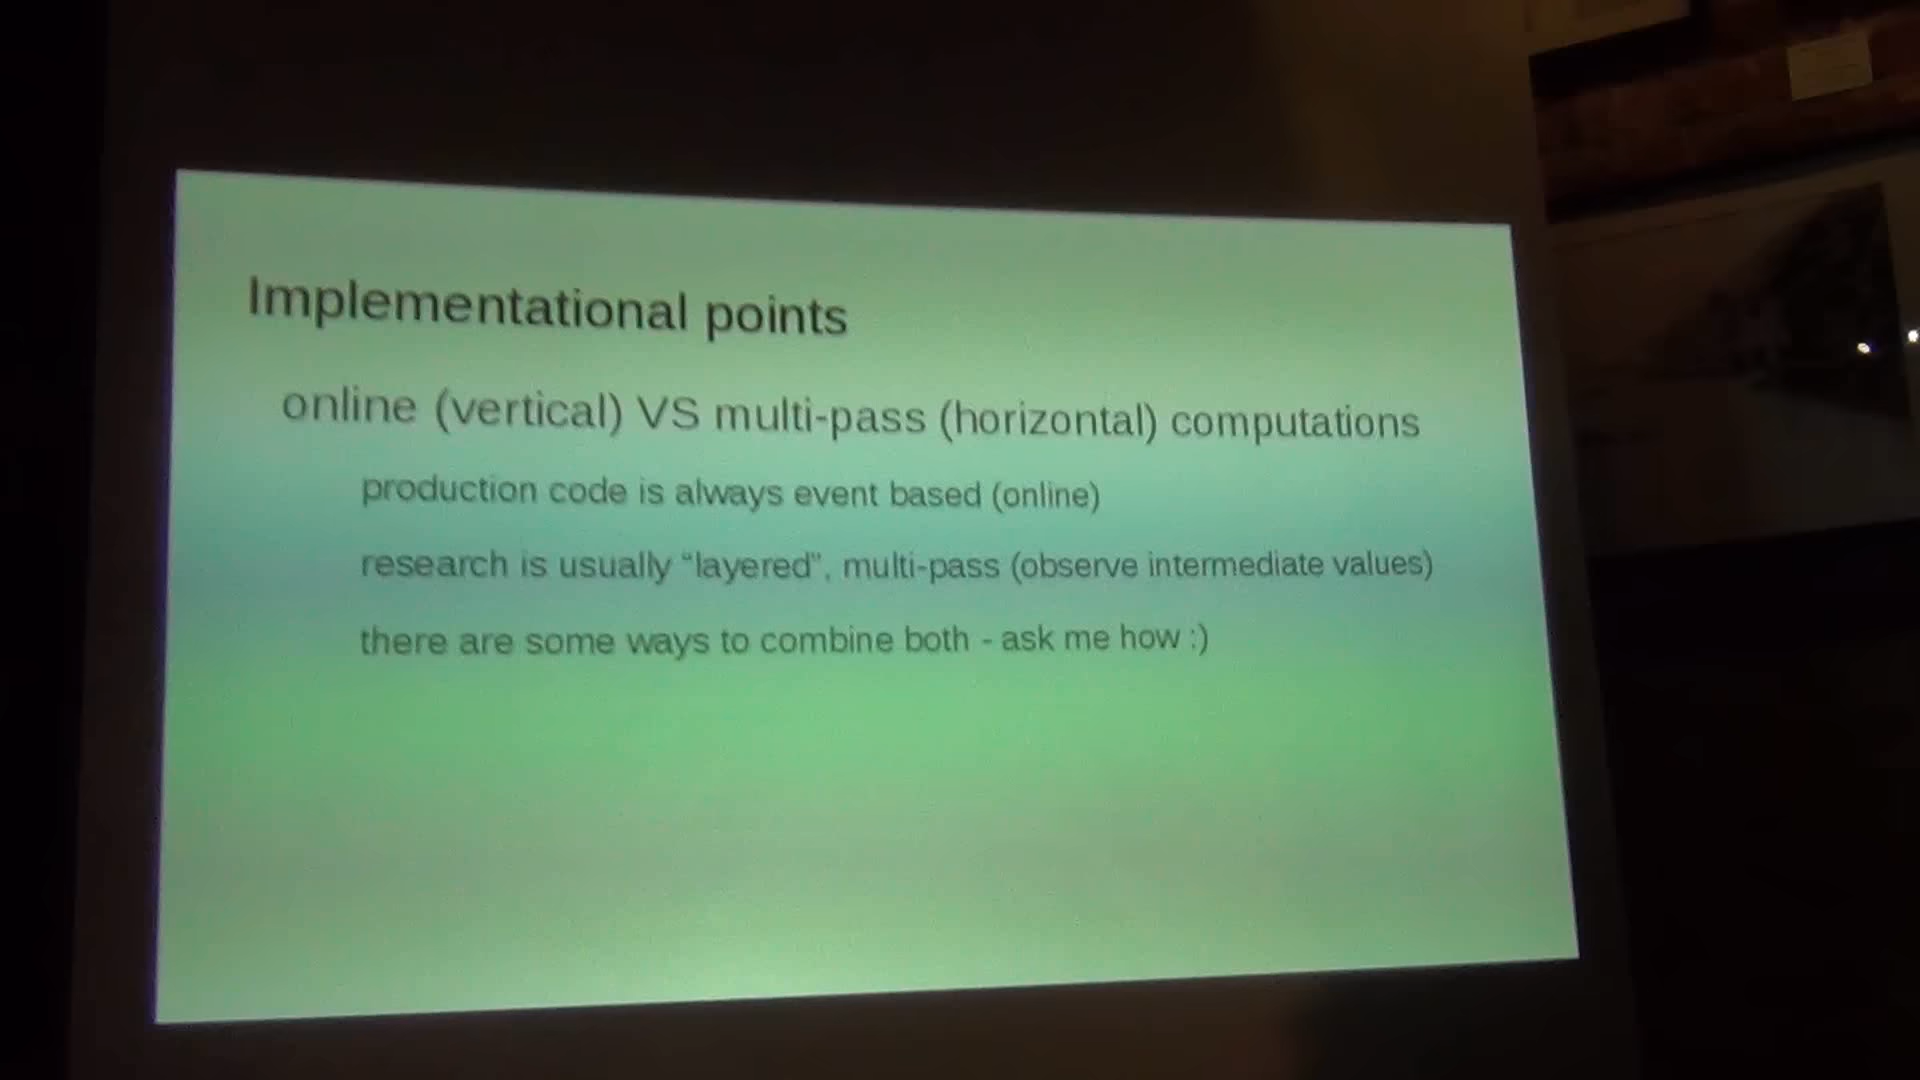 Implementational points
online (vertical) VS multi-pass (horizontal) computations
production code is always event based (online)
research is usually “layered”, multi-pass (observe intermediate values)
there are some ways to combine both - ask me how :)